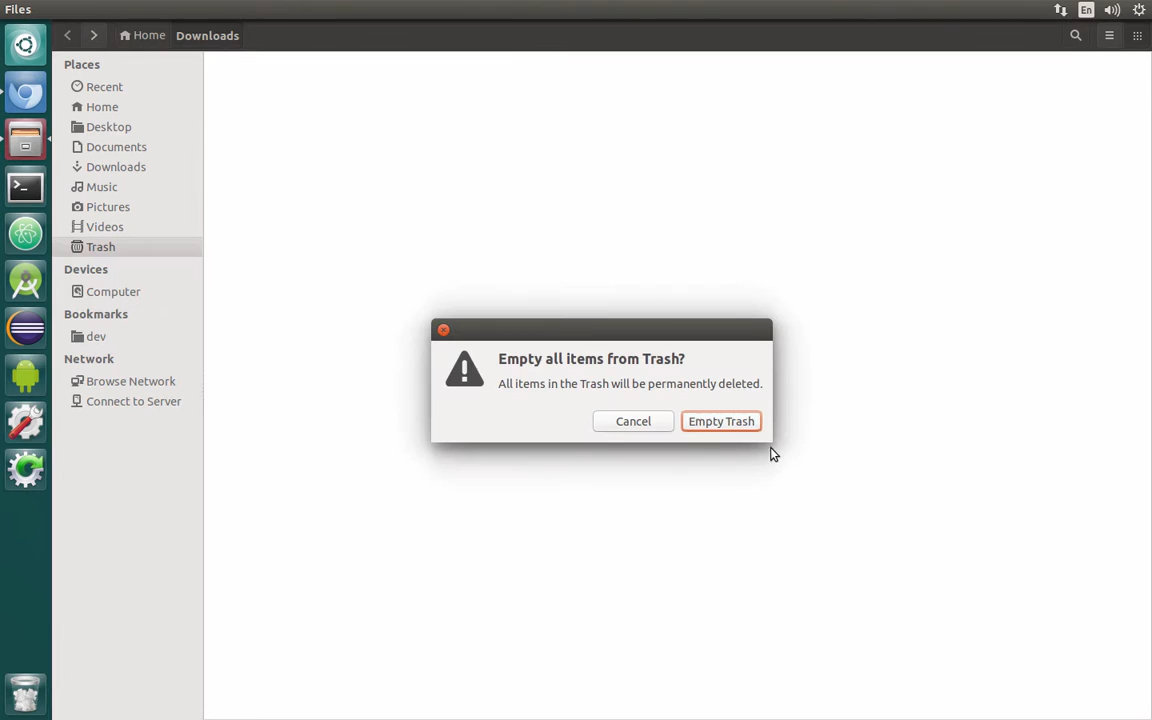 Files
En
Home
Downloads
Places
Recent
Home
Desktop
Documents
Downloads
Music
Pictures
Videos
Trash
Devices
Computer
Bookmarks
dev
Network
Browse Network
Connect to Server
Empty all items from Trash?
All items in the Trash will be permanently deleted.
Cancel
Empty Trash